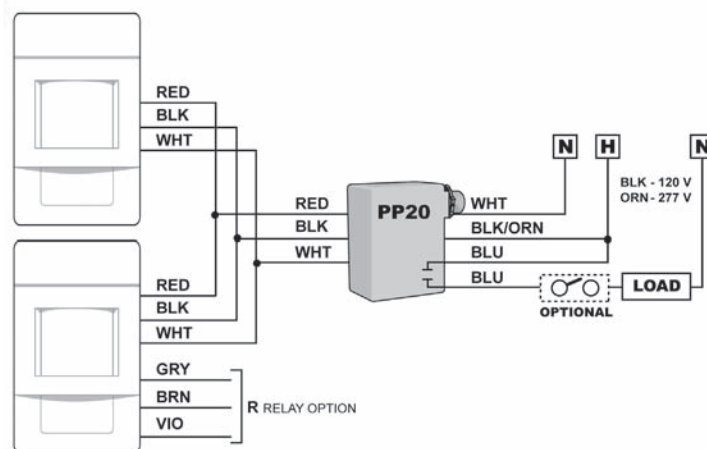 RED
BLK
WHT
RED
BLK
WHT
PP20
WHT
BLK/ORN
BLU
BLU
N
H
N
BLK - 120 V
ORN - 277 V
OPTIONAL
LOAD
RED
BLK
WHT
GRY
BRN
VIO
R RELAY OPTION